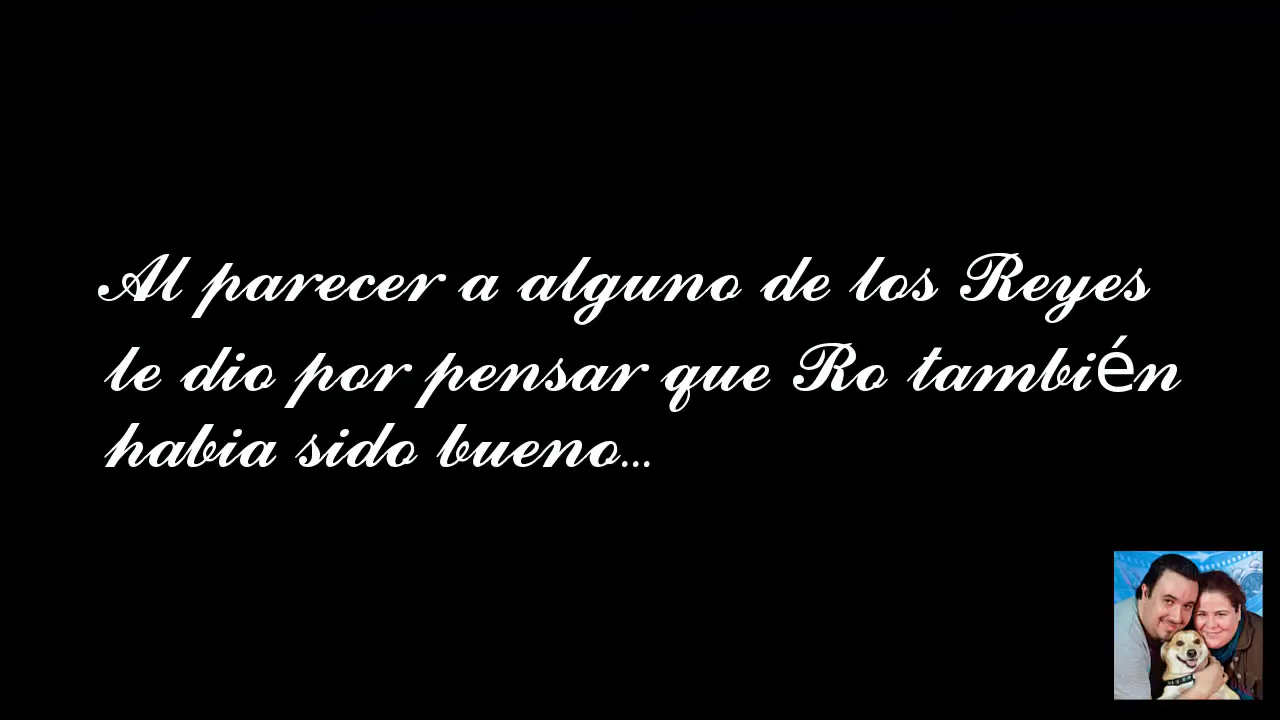 Al parecer a alguno de los Reyes
le dio por pensar que Ro también
habia sido bueno...